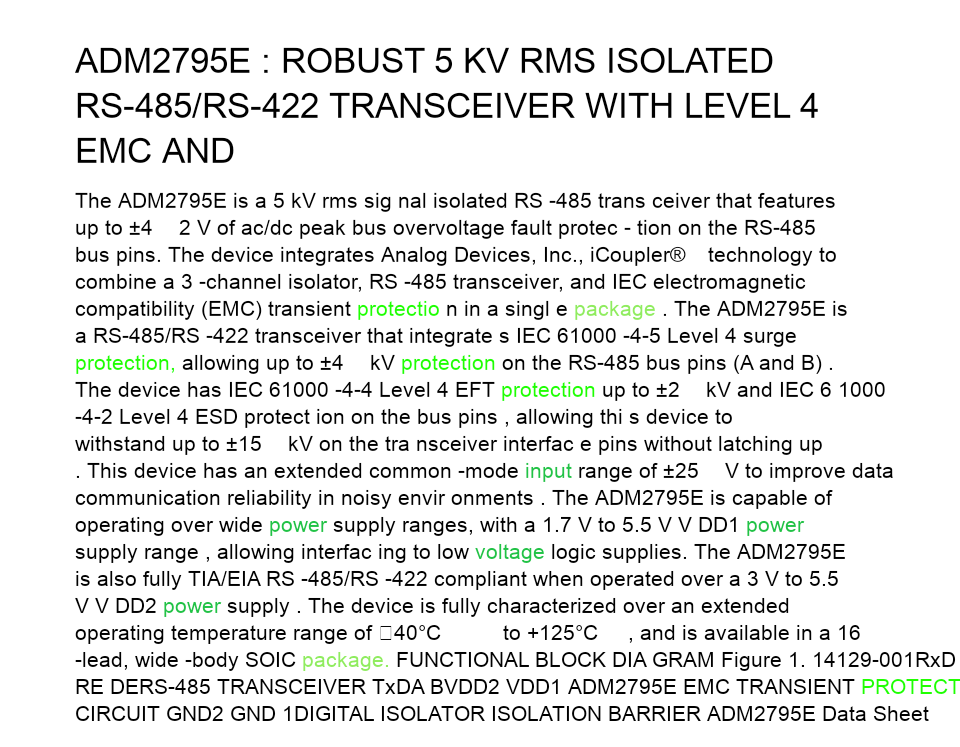 ADM2795E : ROBUST 5 KV RMS ISOLATED
RS-485/RS-422 TRANSCEIVER WITH LEVEL 4
EMC AND
The ADM2795E is a 5 kV rms sig nal isolated RS -485 trans ceiver that features
up to ±4 2 V of ac/dc peak bus overvoltage fault protec - tion on the RS-485
bus pins. The device integrates Analog Devices, Inc., iCoupler® technology to
combine a 3 -channel isolator, RS -485 transceiver, and IEC electromagnetic
compatibility (EMC) transient protectio n in a singl e package . The ADM2795E is
a RS-485/RS -422 transceiver that integrate s IEC 61000 -4-5 Level 4 surge
protection, allowing up to ±4 kV protection on the RS-485 bus pins (A and B) .
The device has IEC 61000 -4-4 Level 4 EFT protection up to ±2 kV and IEC 6 1000
-4-2 Level 4 ESD protect ion on the bus pins , allowing thi s device to
withstand up to ±15 kV on the tra nsceiver interfac e pins without latching up
. This device has an extended common -mode input range of ±25 V to improve data
communication reliability in noisy envir onments . The ADM2795E is capable of
operating over wide power supply ranges, with a 1.7 V to 5.5 V V DD1 power
supply range , allowing interfac ing to low voltage logic supplies. The ADM2795E
is also fully TIA/EIA RS -485/RS -422 compliant when operated over a 3 V to 5.5
V V DD2 power supply . The device is fully characterized over an extended
operating temperature range of 40°C to +125°C , and is available in a 16
-lead, wide -body SOIC package. FUNCTIONAL BLOCK DIA GRAM Figure 1. 14129-001RxD
RE DERS-485 TRANSCEIVER TxDA BVDD2 VDD1 ADM2795E EMC TRANSIENT PROTECT
CIRCUIT GND2 GND 1DIGITAL ISOLATOR ISOLATION BARRIER ADM2795E Data Sheet